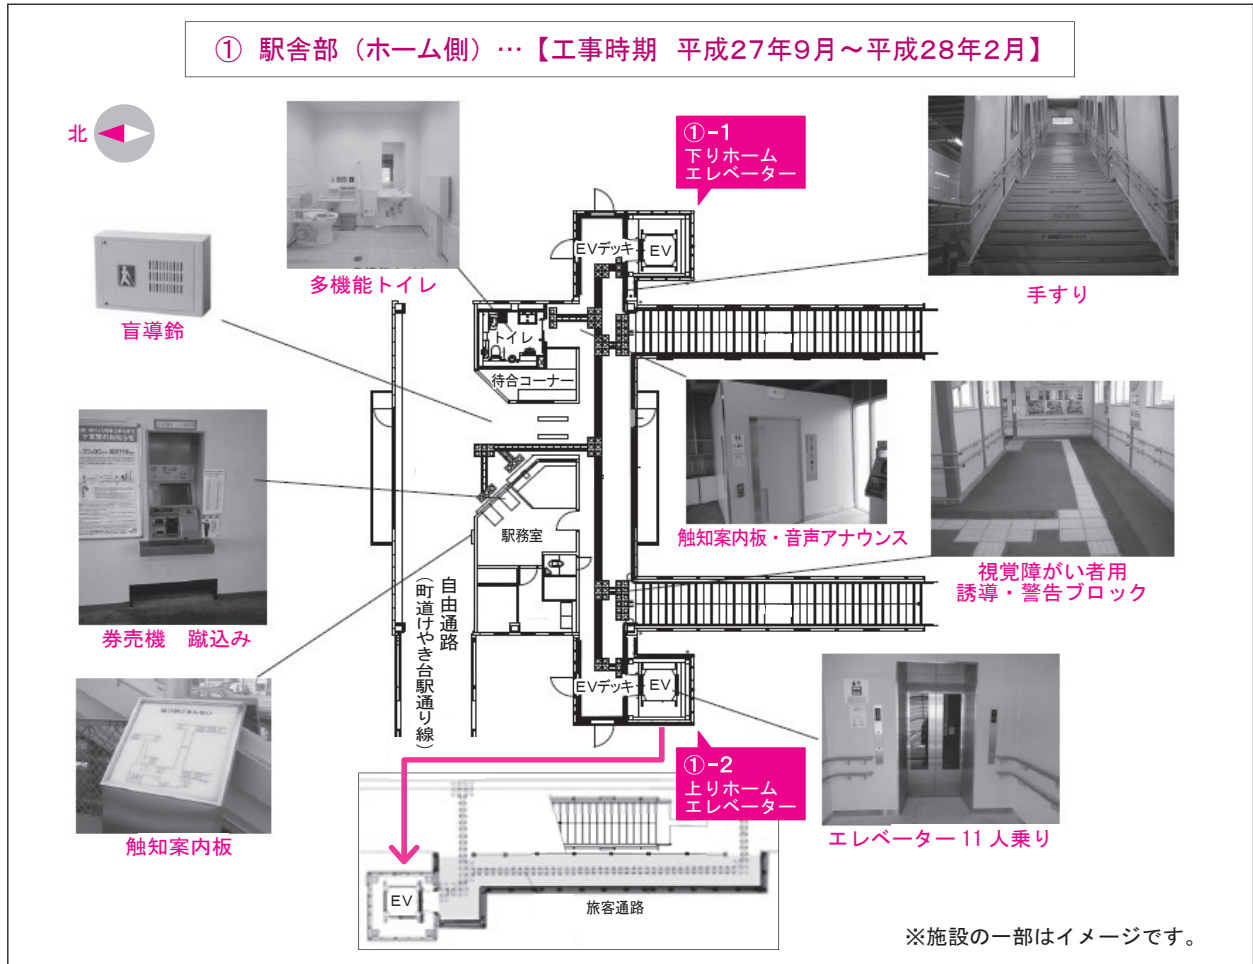 ① 駅舎部（ホーム側）…【工事時期 平成27年9月～平成28年2月】
北
①-1
下りホーム
エレベーター
多機能トイレ
手すり
盲導鈴
EVデッキ
EV
トイレ
待合コーナー
触知案内板・音声アナウンス
視覚障がい者用
誘導・警告ブロック
駅務室
券売機 蹴込み
自由通路
（町道けやき台駅通り線）
EVデッキ
EV
①-2
上りホーム
エレベーター
触知案内板
エレベーター11人乗り
EV
旅客通路
※施設の一部はイメージです。